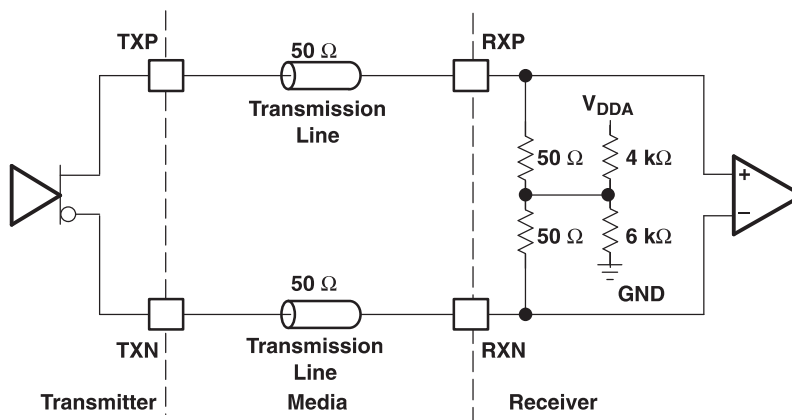 TXP
50 Ω
RXP
Transmission
Line
V_DDA
50 Ω
4 kΩ
+
−
50 Ω
6 kΩ
GND
50 Ω
TXN
Transmission
Line
RXN
Transmitter
Media
Receiver